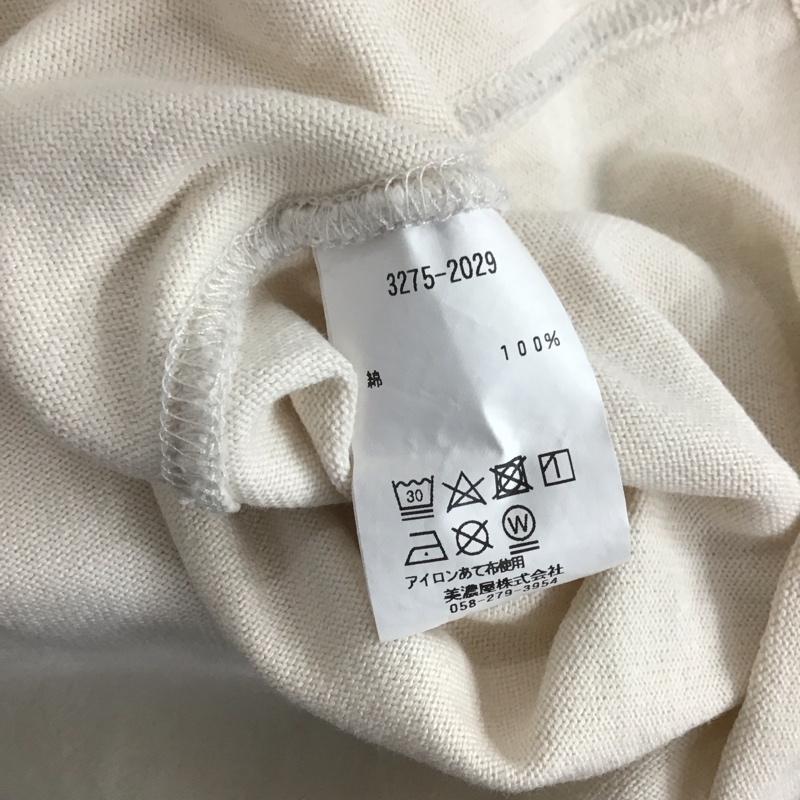 3275-2029
綿 100%
30
W
アイロンあて布使用
美濃屋株式会社
058-279-3954